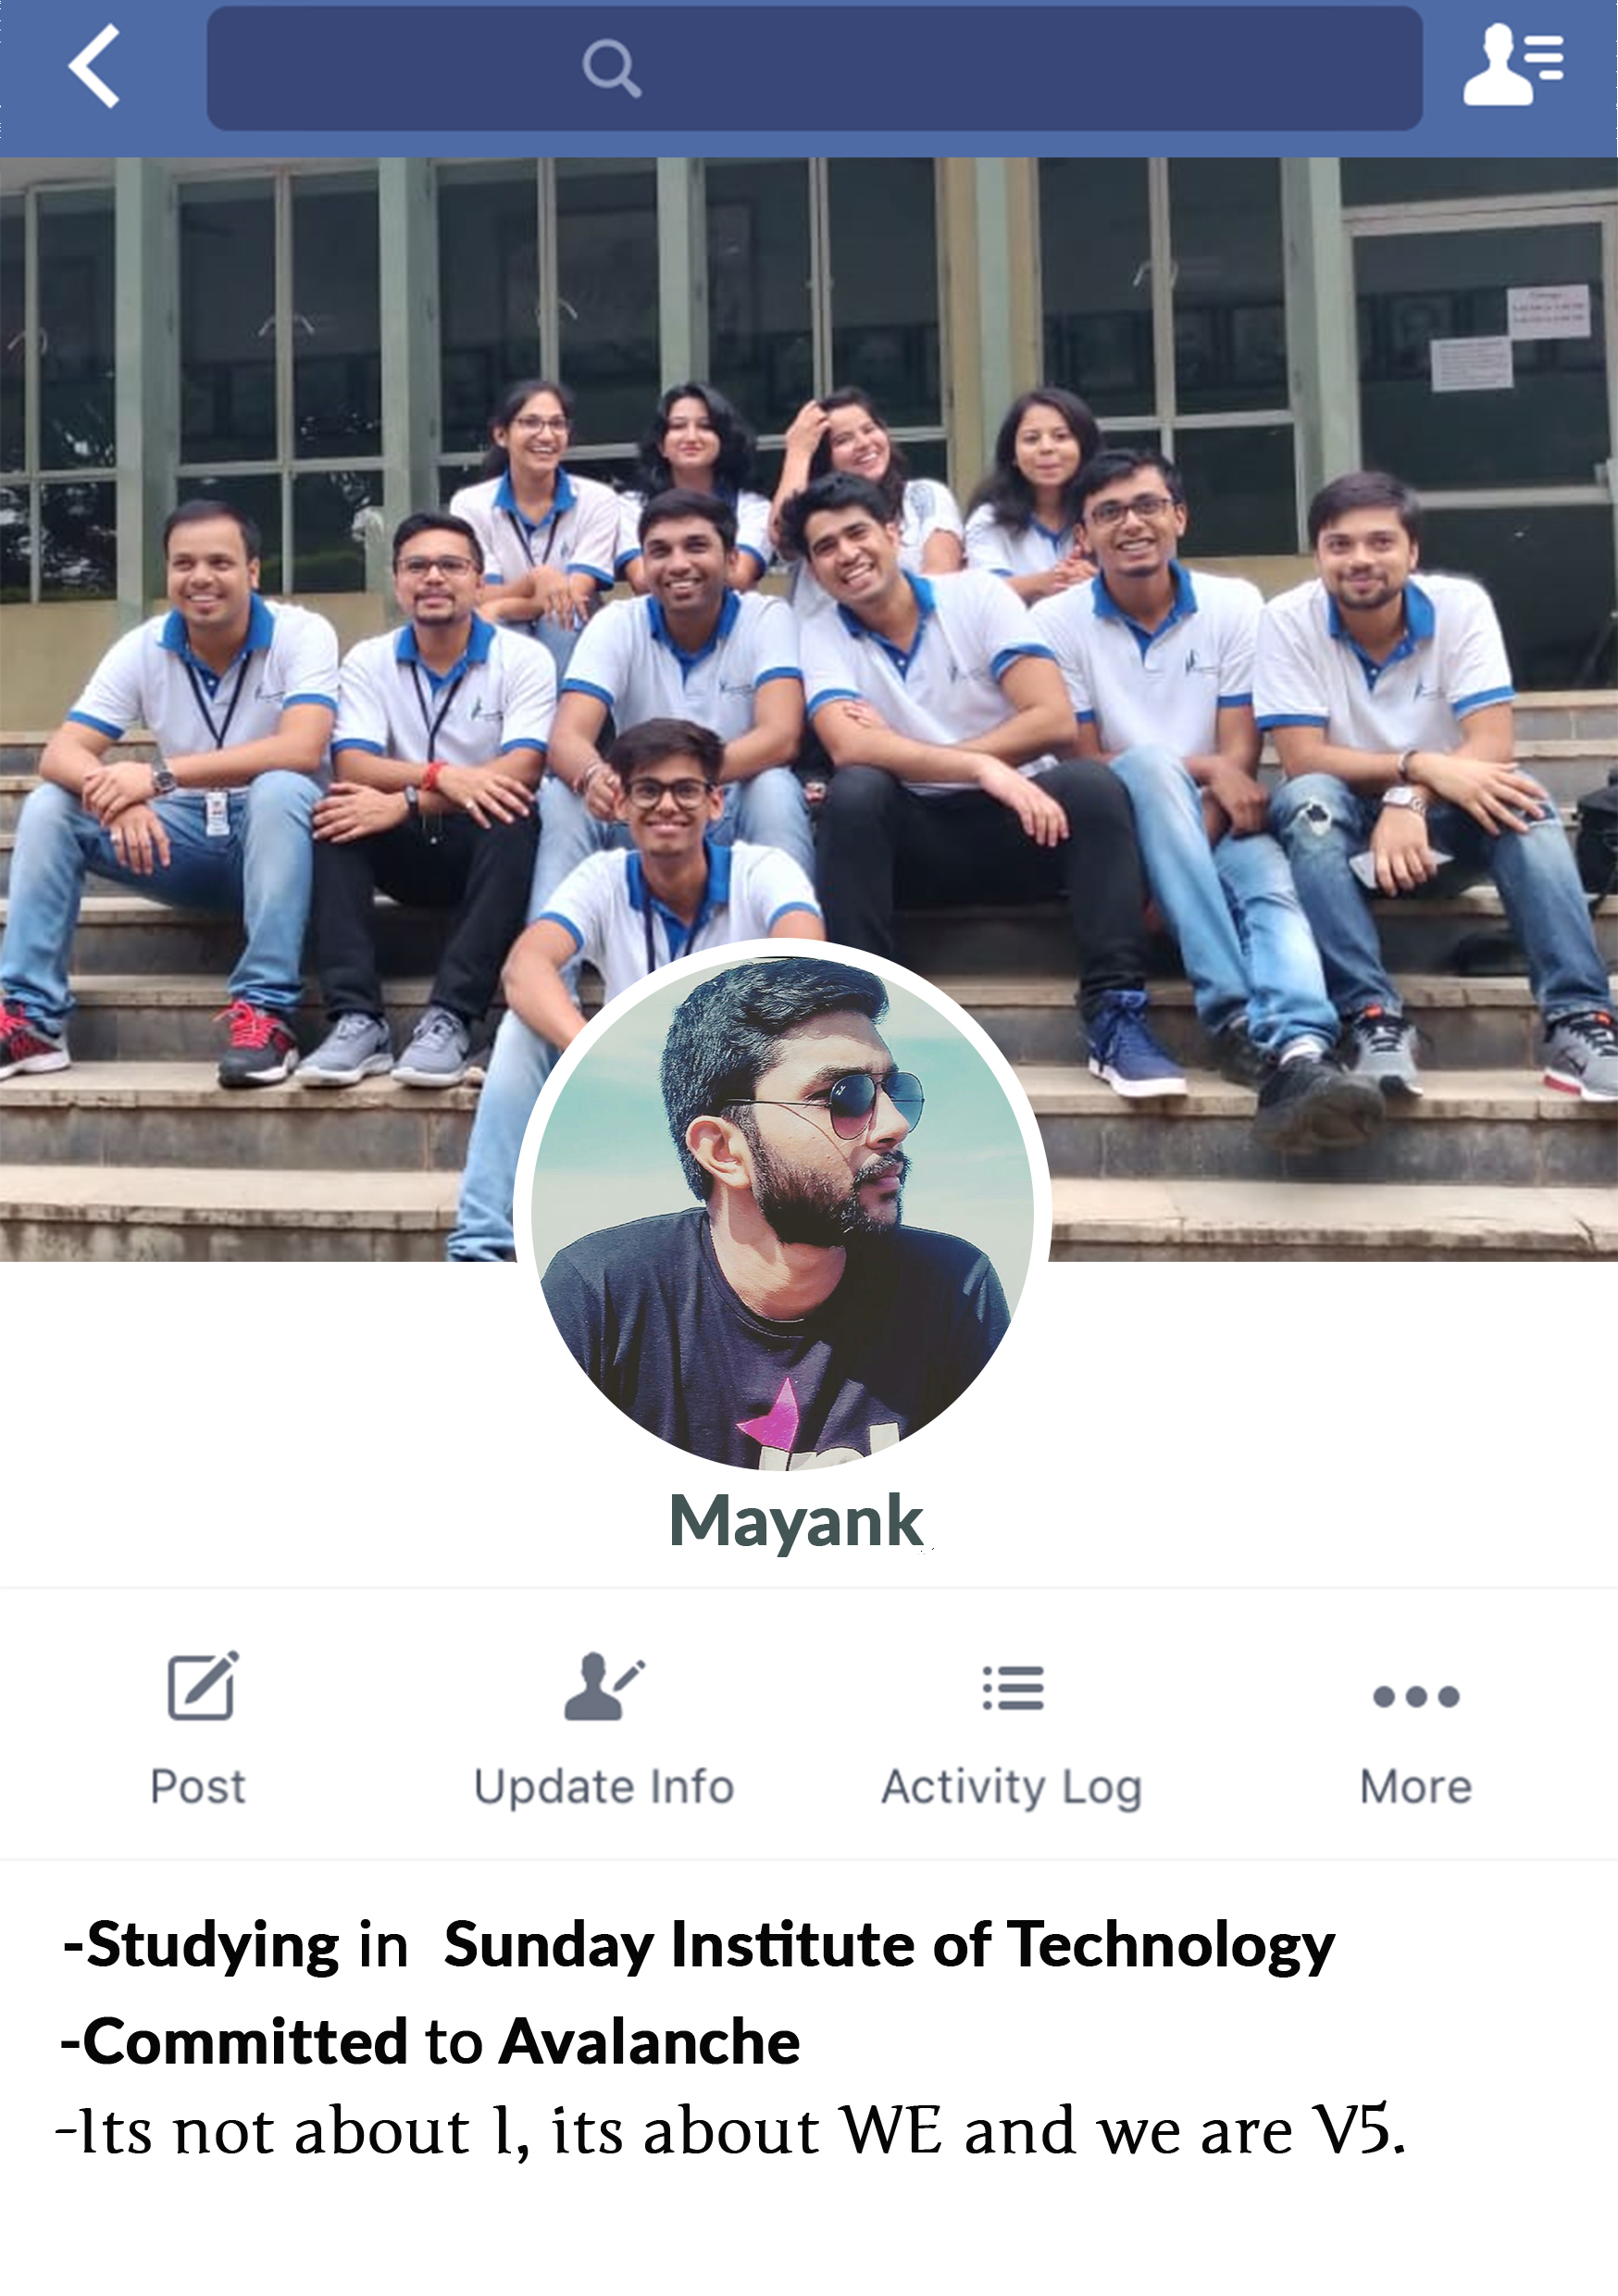 Mayank
Post
Update Info
Activity Log
More
-Studying in Sunday Institute of Technology
-Committed to Avalanche
-Its not about I, its about WE and we are V5.